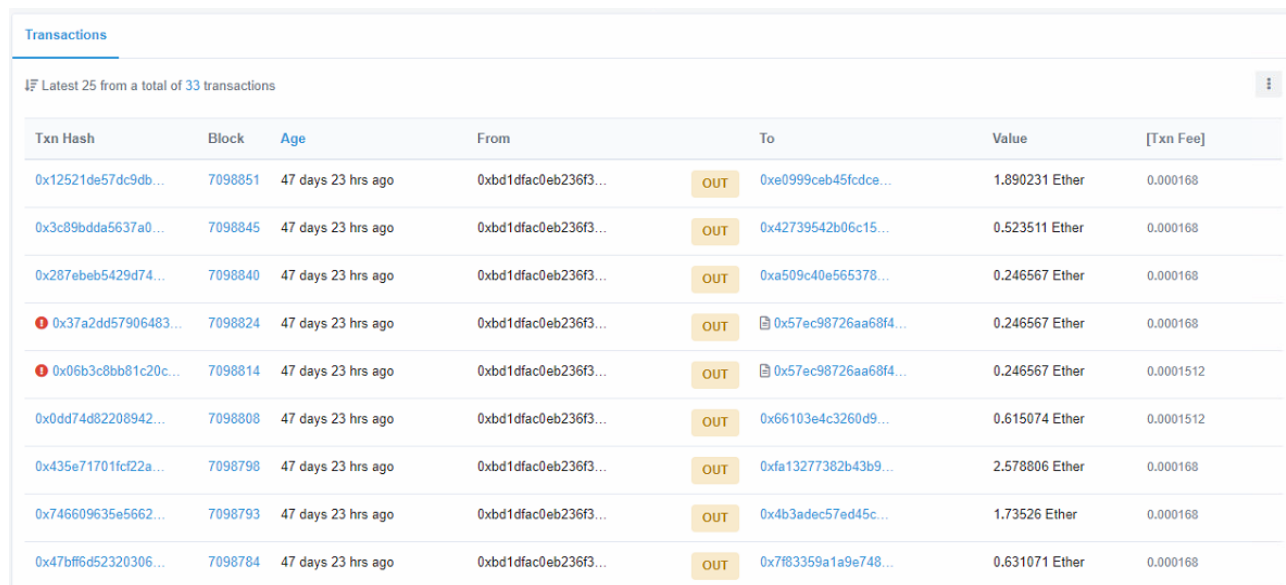 Transactions
Latest 25 from a total of 33 transactions
Txn Hash Block Age From To Value [Txn Fee]
0x12521de57dc9db... 7098851 47 days 23 hrs ago 0xbd1dfac0eb236f3... OUT 0xe0999ceb45fcdce... 1.890231 Ether 0.000168
0x3c89bdda5637a0... 7098845 47 days 23 hrs ago 0xbd1dfac0eb236f3... OUT 0x42739542b06c15... 0.523511 Ether 0.000168
0x287ebeb5429d74... 7098840 47 days 23 hrs ago 0xbd1dfac0eb236f3... OUT 0xa509c40e565378... 0.246567 Ether 0.000168
0x37a2dd57906483... 7098824 47 days 23 hrs ago 0xbd1dfac0eb236f3... OUT 0x57ec98726aa68f4... 0.246567 Ether 0.000168
0x06b3c8bb81c20c... 7098814 47 days 23 hrs ago 0xbd1dfac0eb236f3... OUT 0x57ec98726aa68f4... 0.246567 Ether 0.0001512
0x0dd74d82208942... 7098808 47 days 23 hrs ago 0xbd1dfac0eb236f3... OUT 0x66103e4c3260d9... 0.615074 Ether 0.0001512
0x435e71701fcf22a... 7098798 47 days 23 hrs ago 0xbd1dfac0eb236f3... OUT 0xfa13277382b43b9... 2.578806 Ether 0.000168
0x746609635e5662... 7098793 47 days 23 hrs ago 0xbd1dfac0eb236f3... OUT 0x4b3adec57ed45c... 1.73526 Ether 0.000168
0x47bff6d52320306... 7098784 47 days 23 hrs ago 0xbd1dfac0eb236f3... OUT 0x7f83359a1a9e748... 0.631071 Ether 0.000168